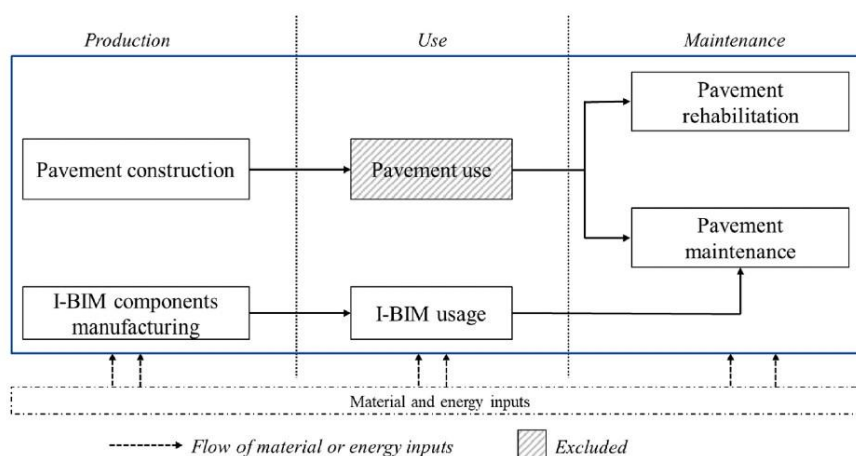 Production
Use
Maintenance
Pavement
rehabilitation
Pavement construction
Pavement use
Pavement
maintenance
I-BIM components
manufacturing
I-BIM usage
Material and energy inputs
Flow of material or energy inputs
Excluded